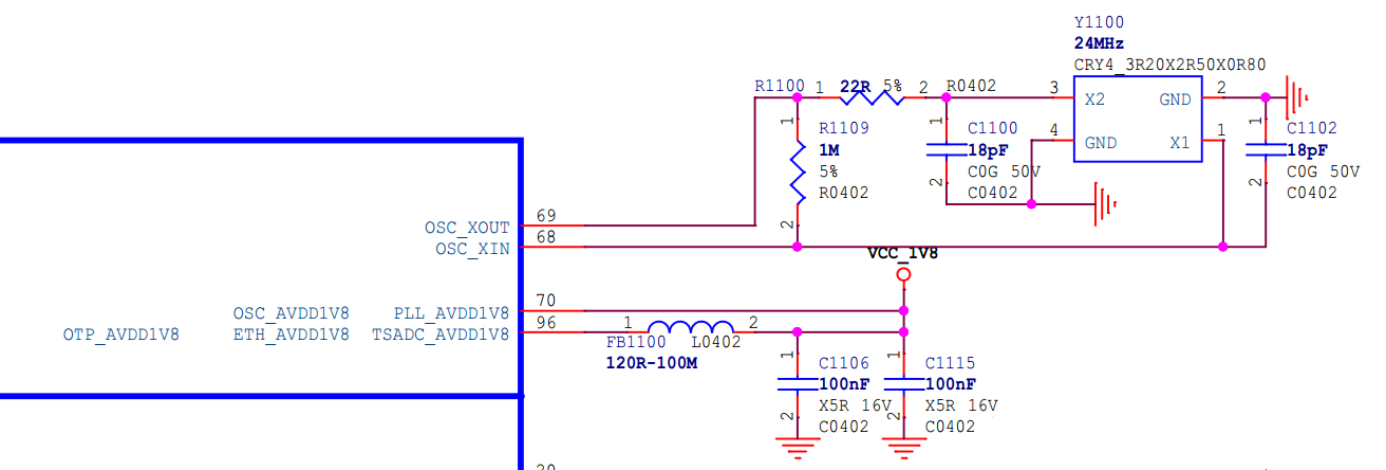 Y1100
24MHz
CRY4_3R20X2R50X0R80
R1100 1 22R 5% 2 R0402
3 X2 GND 2
1 R1109 1 C1100 4 GND X1 1 1 C1102
1M 18pF 18pF
5% C0G 50V C0G 50V
2 R0402 2 C0402 2 C0402
OSC_XOUT 69
OSC_XIN 68
VCC_1V8
OSC_AVDD1V8 PLL_AVDD1V8 70
OTP_AVDD1V8 ETH_AVDD1V8 TSADC_AVDD1V8 96
1 2
FB1100 L0402
120R-100M
1 C1106 1 C1115
100nF 100nF
X5R 16V X5R 16V
2 C0402 2 C0402